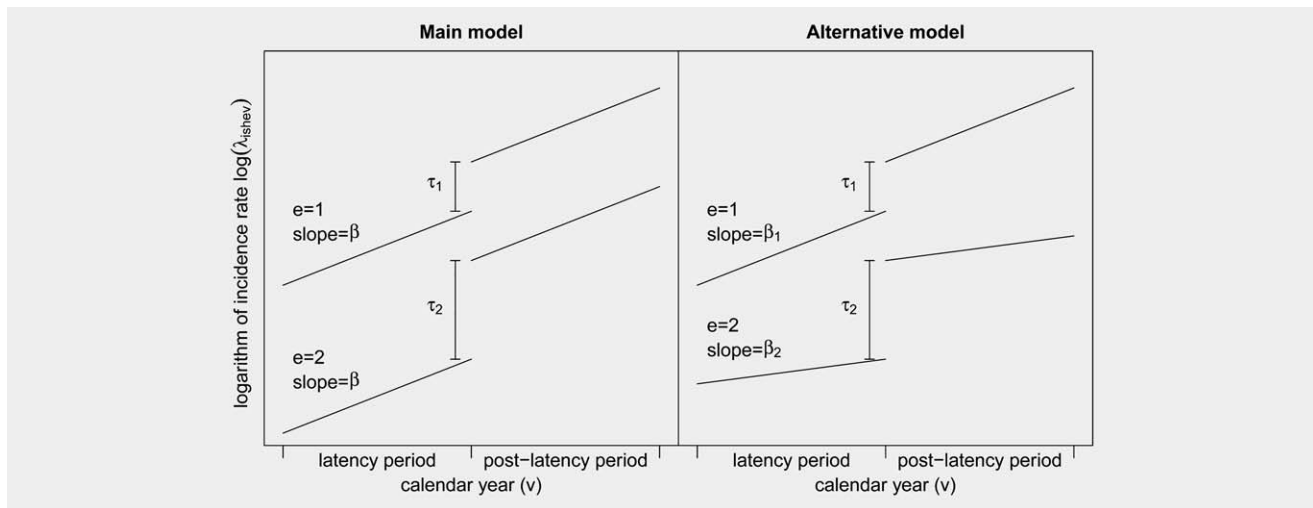 Main model
Alternative model
logarithm of incidence rate log(λishev)
τ1
e=1
slope=β
τ2
e=2
slope=β
τ1
e=1
slope=β1
τ2
e=2
slope=β2
latency period
post−latency period
latency period
post−latency period
calendar year (v)
calendar year (v)